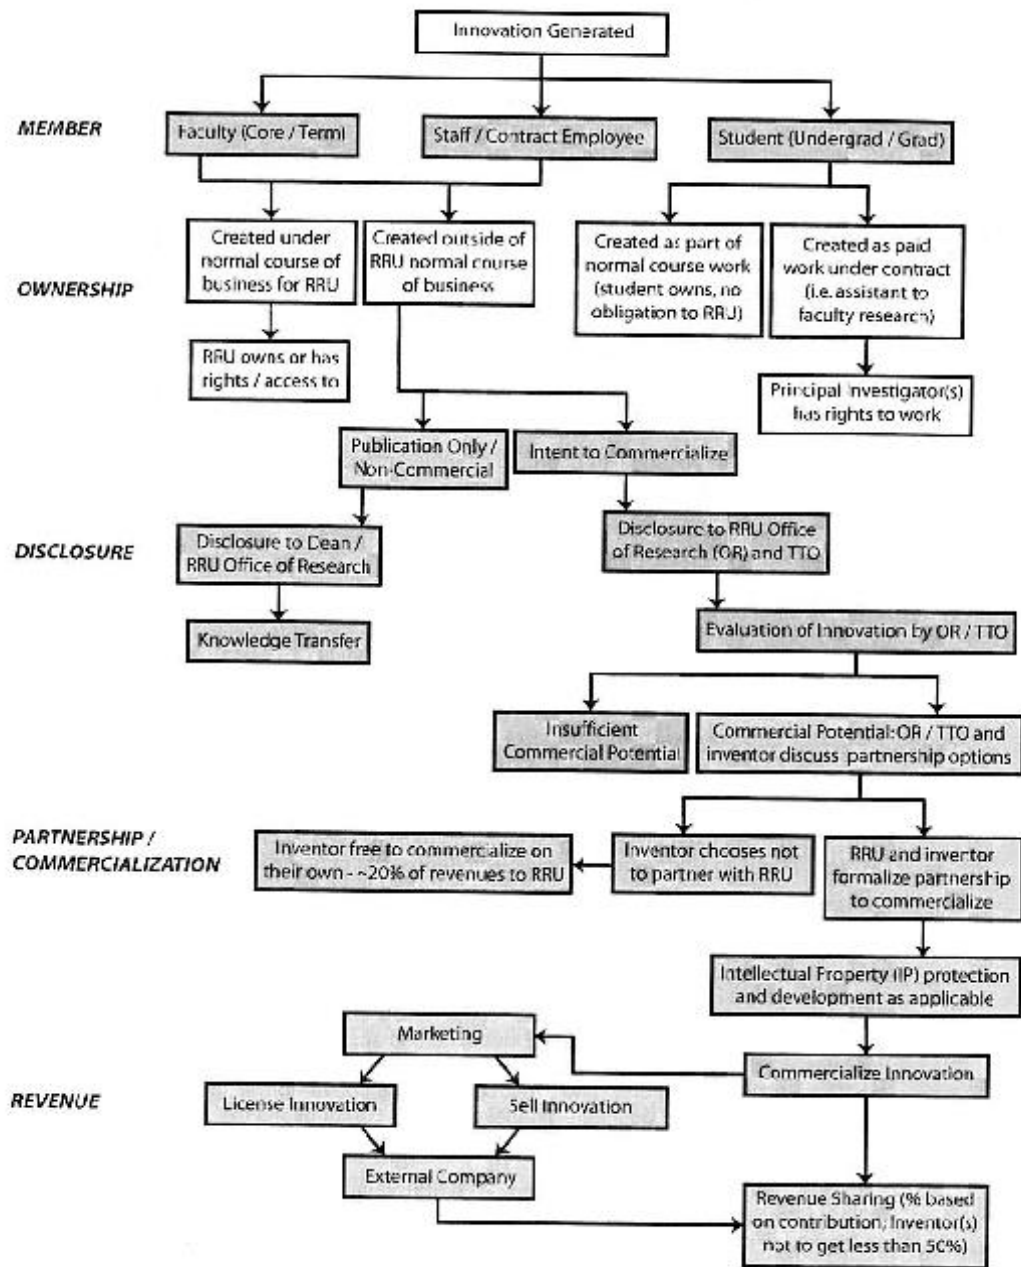 Innovation Generated
MEMBER
Faculty (Core / Term)
Staff / Contract Employee
Student (Undergrad / Grad)
OWNERSHIP
Created under
normal course of
business for RRU
Created outside of
RRU normal course
of business
Created as part of
normal course work
(student owns, no
obligation to RRU)
Created as paid
work under contract
(i.e. assistant to
faculty research)
RRU owns or has
rights / access to
Principal Investigator(s)
has rights to work
Publication Only /
Non-Commercial
Intent to Commercialize
DISCLOSURE
Disclosure to Dean /
RRU Office of Research
Disclosure to RRU Office
of Research (OR) and TTO
Knowledge Transfer
Evaluation of Innovation by OR / TTO
Insufficient
Commercial Potential
Commercial Potential: OR / TTO and
inventor discuss partnership options
PARTNERSHIP /
COMMERCIALIZATION
Inventor free to commercialize on
their own - ~20% of revenues to RRU
Inventor chooses not
to partner with RRU
RRU and inventor
formalize partnership
to commercialize
Intellectual Property (IP) protection
and development as applicable
Marketing
Commercialize Innovation
REVENUE
License Innovation
Sell Innovation
External Company
Revenue Sharing (% based
on contribution; Inventor(s)
not to get less than 50%)